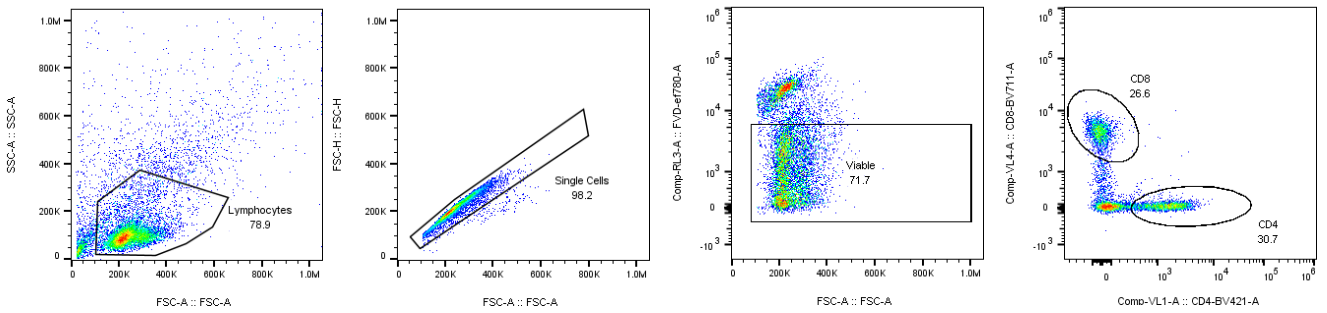 1.0M
800K
600K
400K
200K
0
SSC-A :: SSC-A
Lymphocytes
78.9
200K
400K
600K
800K
1.0M
FSC-A :: FSC-A
1.0M
800K
600K
400K
200K
0
FSC-H :: FSC-H
Single Cells
98.2
0
200K
400K
600K
800K
1.0M
FSC-A :: FSC-A
10^6
10^5
10^4
10^3
0
-10^3
Comp-RL3-A :: FVD-ef780-A
Viable
71.7
0
200K
400K
600K
800K
1.0M
FSC-A :: FSC-A
10^6
10^5
10^4
10^3
0
-10^3
Comp-VL4-A :: CD8-BV711-A
CD8
26.6
CD4
30.7
0
10^3
10^4
10^5
10^6
Comp-VL1-A :: CD4-BV421-A